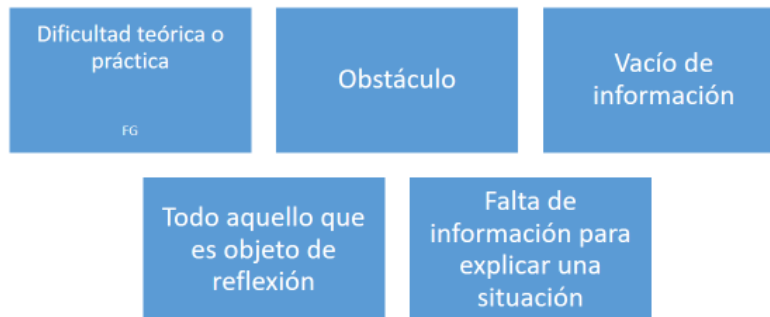 Dificultad teórica o
práctica
FG
Obstáculo
Vacío de
información
Todo aquello que
es objeto de
reflexión
Falta de
información para
explicar una
situación